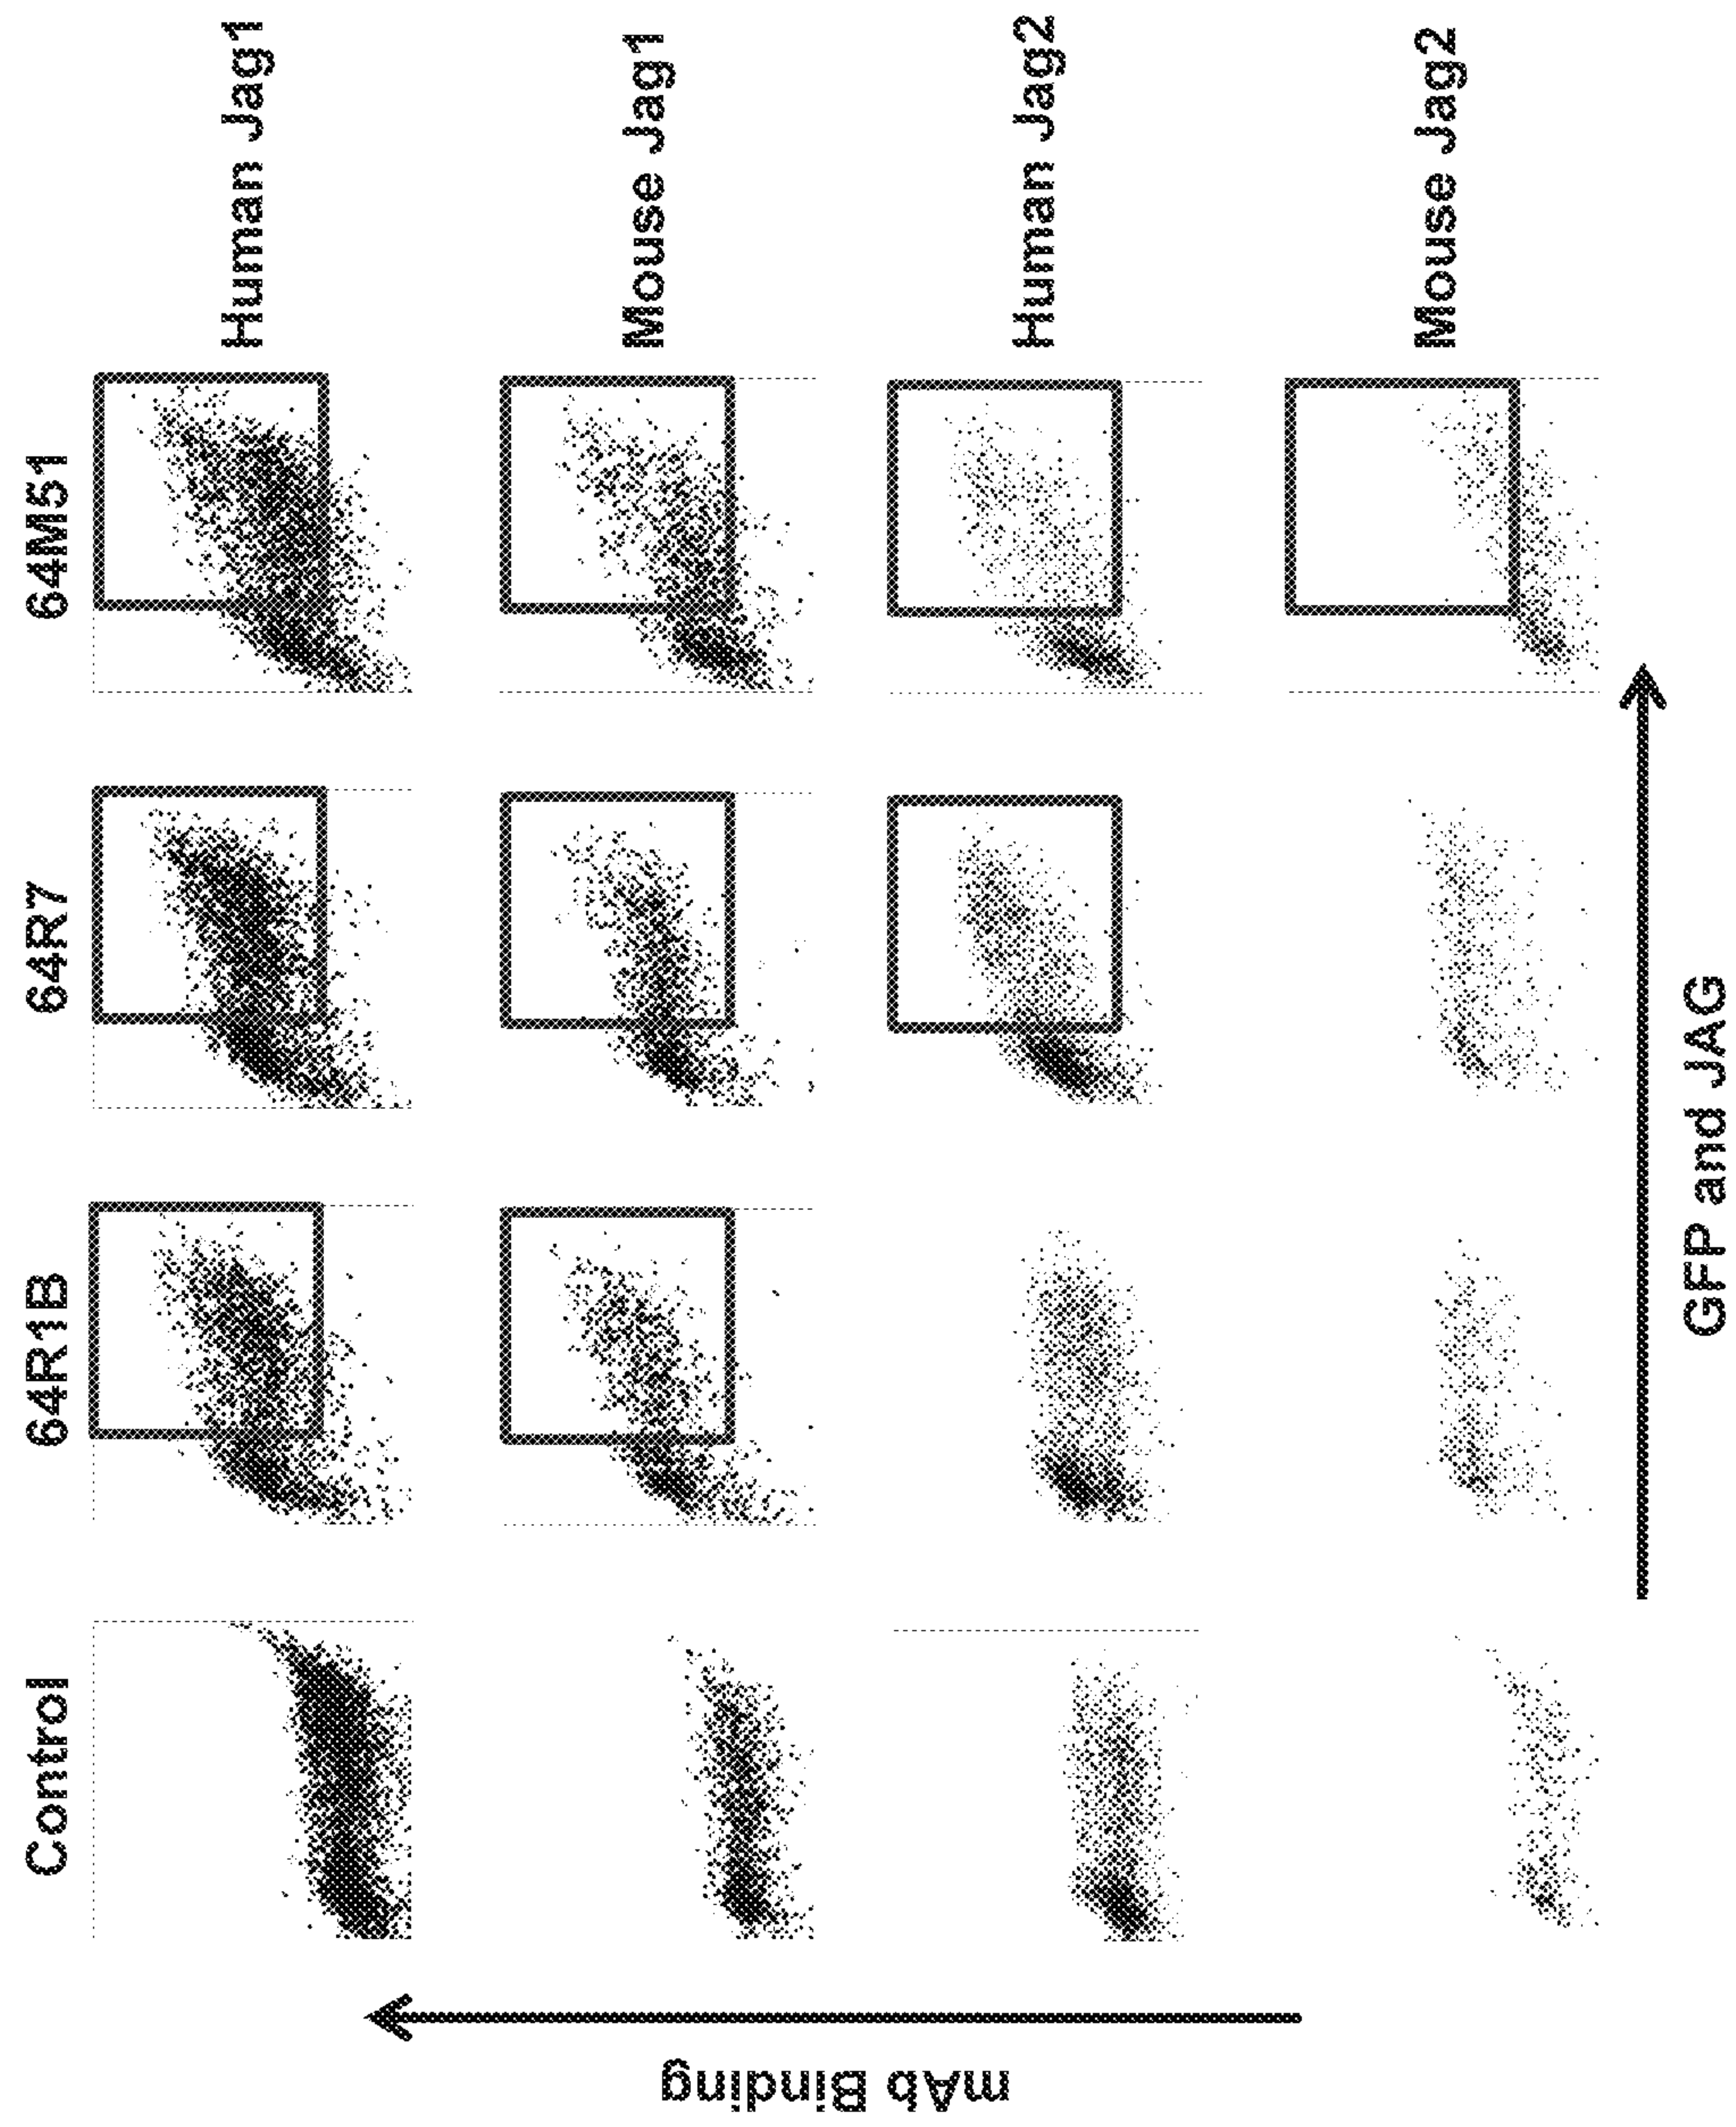 Control
64R1B
64R7
64M51
Human Jag1
Mouse Jag1
Human Jag2
Mouse Jag2
mAb Binding
GFP and JAG